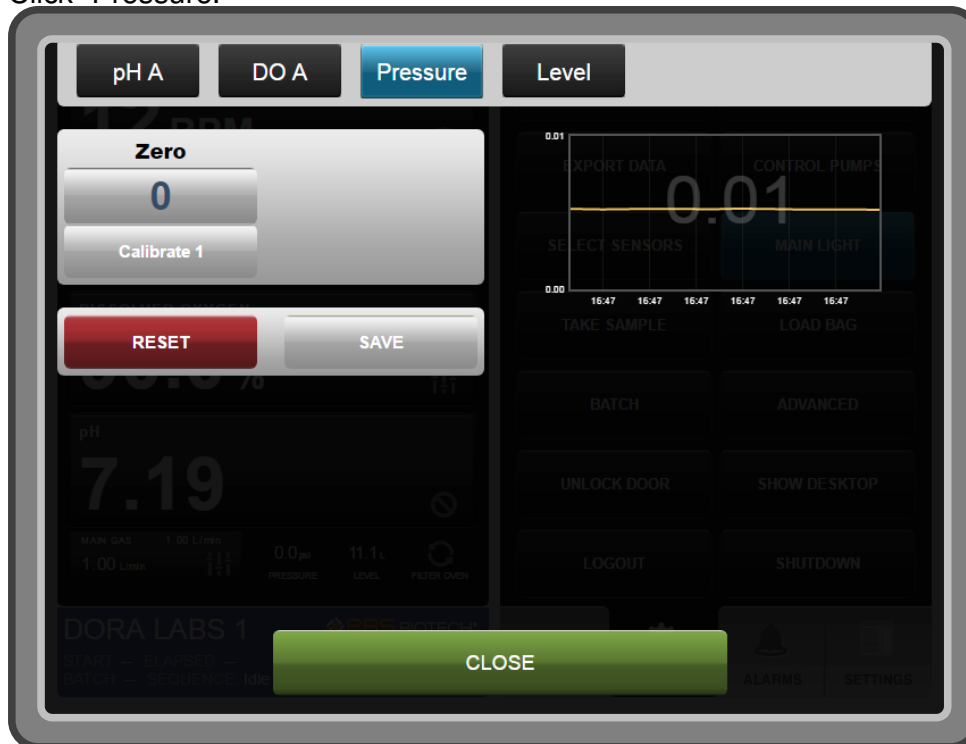 Click "Pressure.
pH A
DO A
Pressure
Level
12 RPM
Zero
0
Calibrate 1
RESET
SAVE
%
pH
7.19
MAIN GAS 1.00 L/min
1.00 L/min
0.0 psi
PRESSURE
11.1 L
LEVEL
FILTER OVEN
DORA LABS 1
PBS BIOTECH
START -- ELAPSED --
BATCH -- SEQUENCE Idle
0.01
0.01
0.00
16:47 16:47 16:47 16:47 16:47 16:47
EXPORT DATA
CONTROL PUMPS
SELECT SENSORS
MAIN LIGHT
TAKE SAMPLE
LOAD BAG
BATCH
ADVANCED
UNLOCK DOOR
SHOW DESKTOP
LOGOUT
SHUTDOWN
CLOSE
ALARMS
SETTINGS